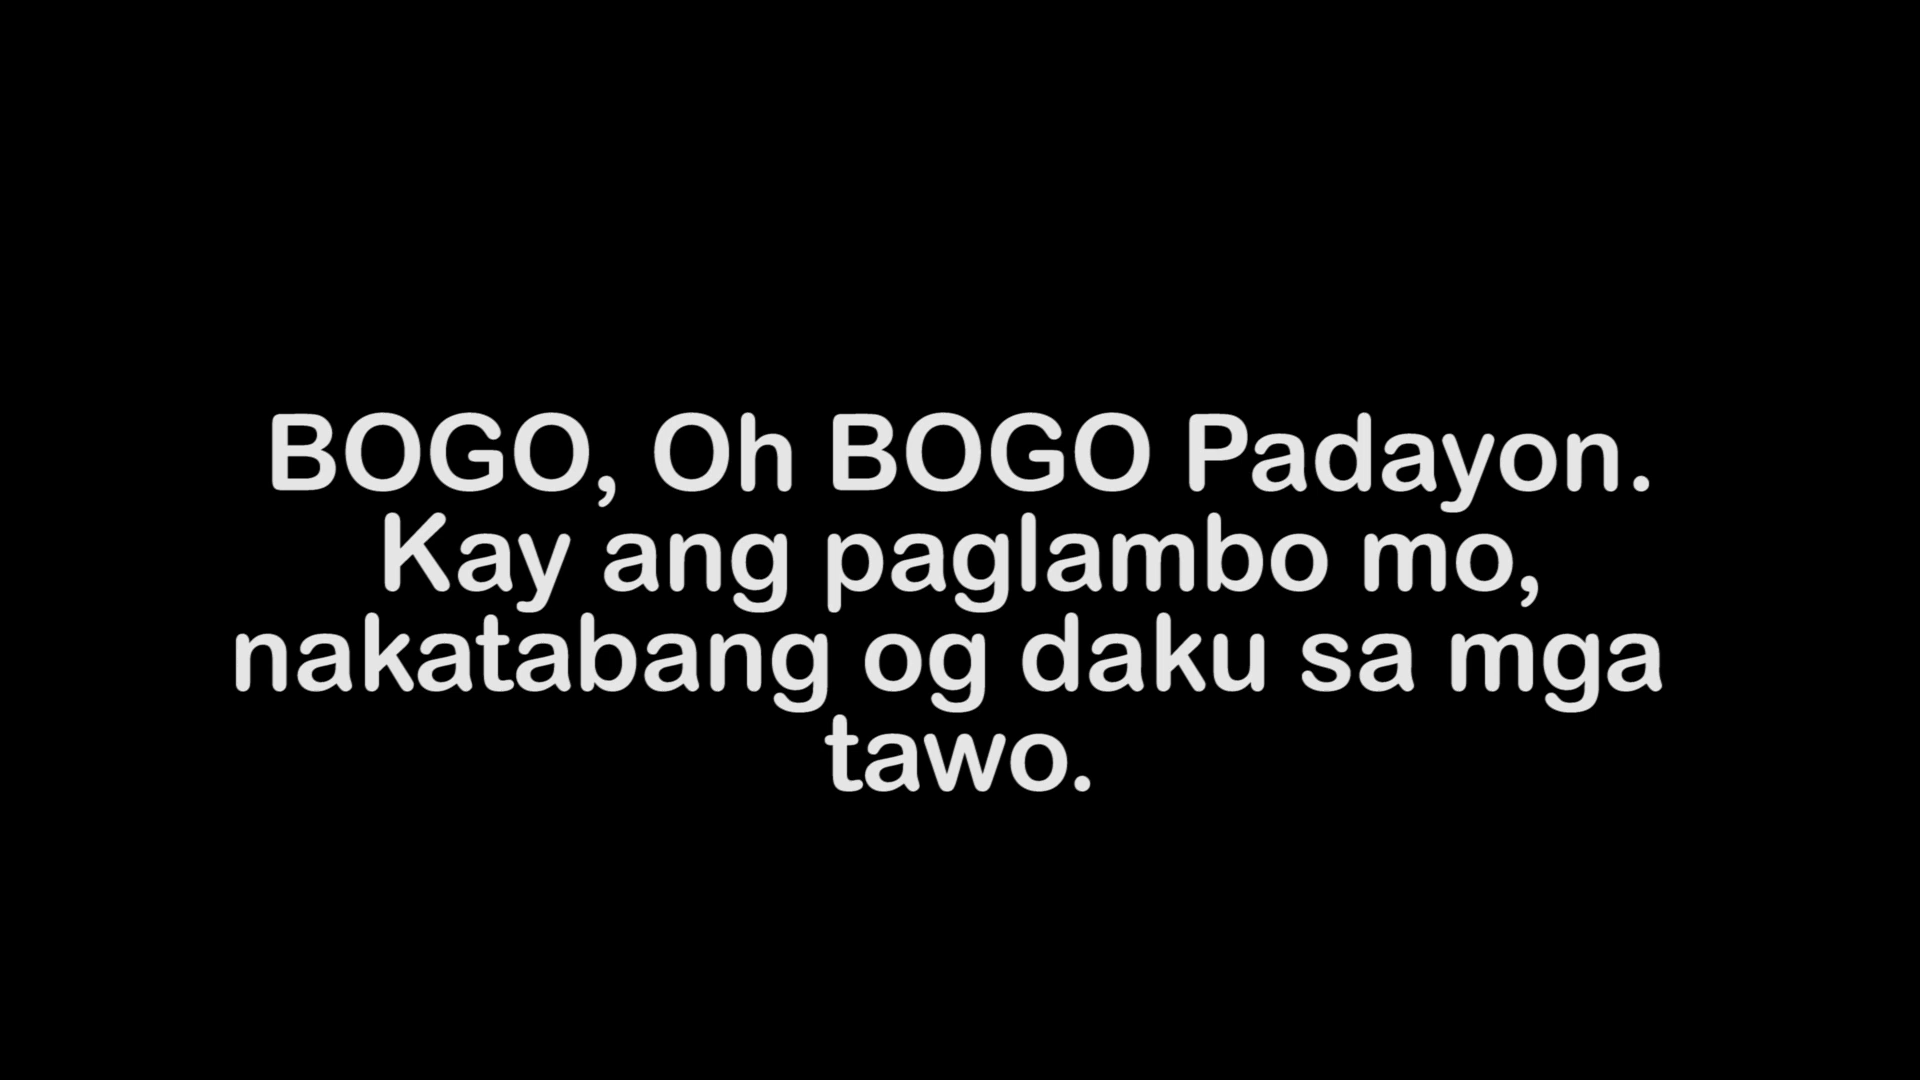 BOGO, Oh BOGO Padayon.
Kay ang paglambo mo,
nakatabang og daku sa mga
tawo.